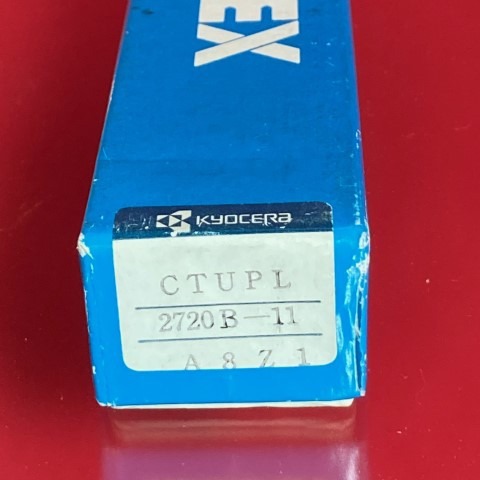 EX
KYOCERA
CTUPL
2720B-11
A8Z1